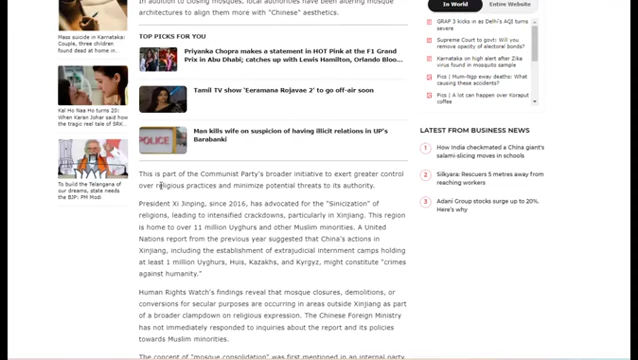 In addition to closing mosques, local authorities have been altering mosque
architectures to align them more with "Chinese" aesthetics.
TOP PICKS FOR YOU
Priyanka Chopra makes a statement in HOT Pink at the F1 Grand
Prix in Abu Dhabi; catches up with Lewis Hamilton, Orlando Bloo...
Tamil TV show 'Eeramana Rojavae 2' to go off-air soon
POLICE
Man kills wife on suspicion of having illicit relations in UP's
Barabanki
This is part of the Communist Party's broader initiative to exert greater control
over religious practices and minimize potential threats to its authority.
President Xi Jinping, since 2016, has advocated for the "Sinicization" of
religions, leading to intensified crackdowns, particularly in Xinjiang. This region
is home to over 11 million Uyghurs and other Muslim minorities. A United
Nations report from the previous year suggested that China's actions in
Xinjiang, including the establishment of extrajudicial internment camps holding
at least 1 million Uyghurs, Huis, Kazakhs, and Kyrgyz, might constitute "crimes
against humanity."
Human Rights Watch's findings reveal that mosque closures, demolitions, or
conversions for secular purposes are occurring in areas outside Xinjiang as part
of a broader clampdown on religious expression. The Chinese Foreign Ministry
has not immediately responded to inquiries about the report and its policies
towards Muslim minorities.
The concept of "mosque consolidation" was first mentioned in an internal party
Mass suicide in Karnataka:
Couple, three children
found dead at home in...
Kal Ho Naa Ho turns 20:
When Karan Johar said how
the tragic reel tale of SRK...
To build the Telangana of
our dreams, state needs
the BJP: PM Modi
In World
Entire Website
GRAP 3 kicks in as Delhi's AQI turns
severe
Supreme Court to govt: Will you
remove opacity of electoral bonds?
Karnataka on high alert after Zika
virus found in mosquito sample
Pics | Mum-Ngp eway deaths: What
causing these accidents?
Pics | A lot can happen over Koraput
coffee
LATEST FROM BUSINESS NEWS
1 How India checkmated a China giant's
salami-slicing moves in schools
2 Silkyara: Rescuers 5 metres away from
reaching workers
3 Adani Group stocks surge up to 20%.
Here's why